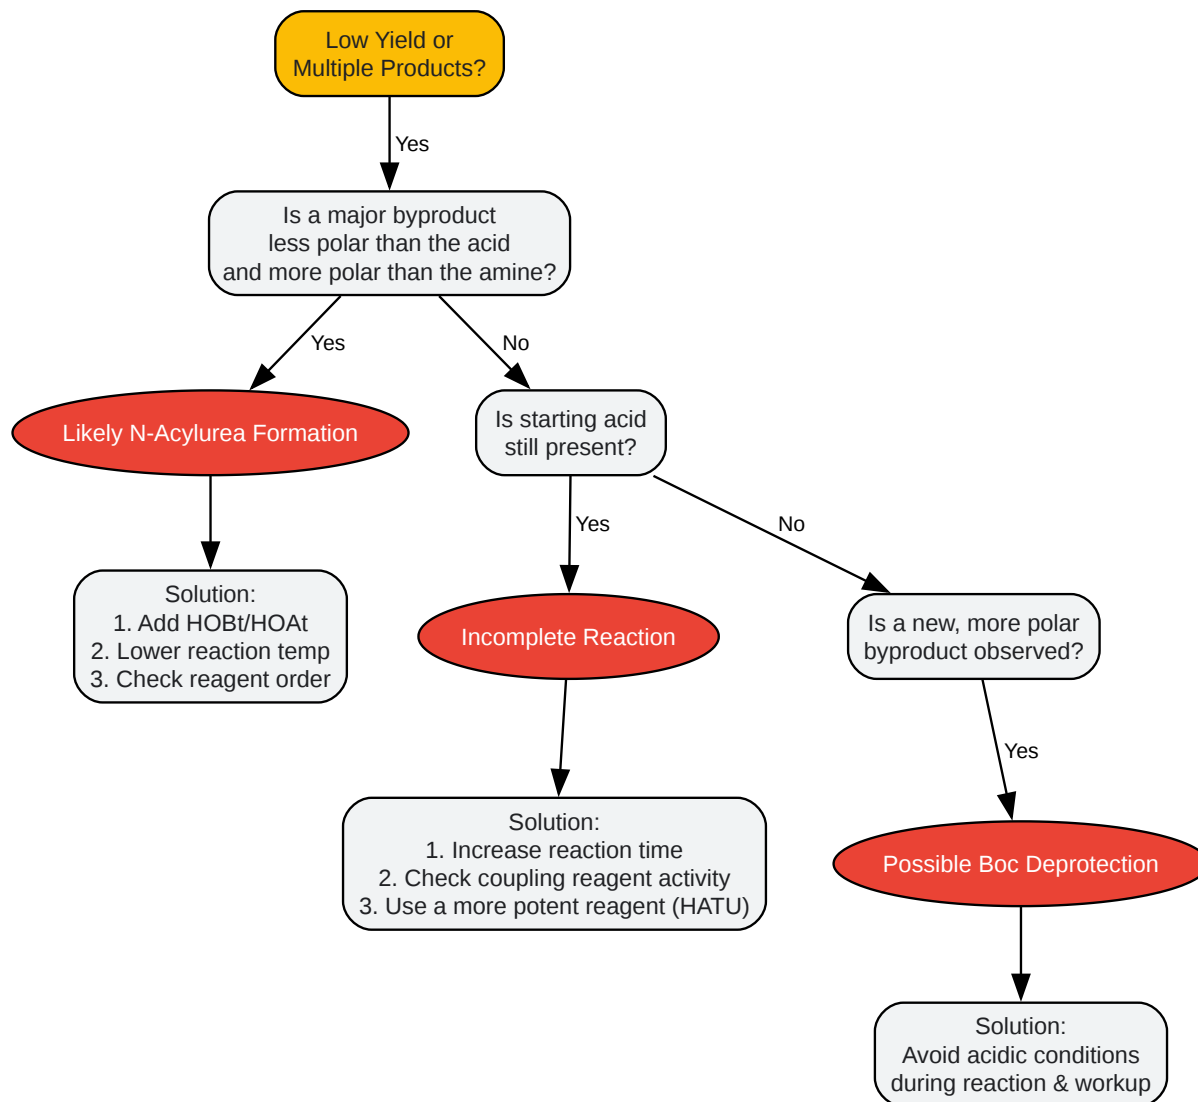 Low Yield or
Multiple Products?
Yes
Is a major byproduct
less polar than the acid
and more polar than the amine?
Yes
No
Likely N-Acylurea Formation
Is starting acid
still present?
Solution:
1. Add HOBt/HOAt
2. Lower reaction temp
3. Check reagent order
Yes
No
Incomplete Reaction
Is a new, more polar
byproduct observed?
Solution:
1. Increase reaction time
2. Check coupling reagent activity
3. Use a more potent reagent (HATU)
Yes
Possible Boc Deprotection
Solution:
Avoid acidic conditions
during reaction & workup